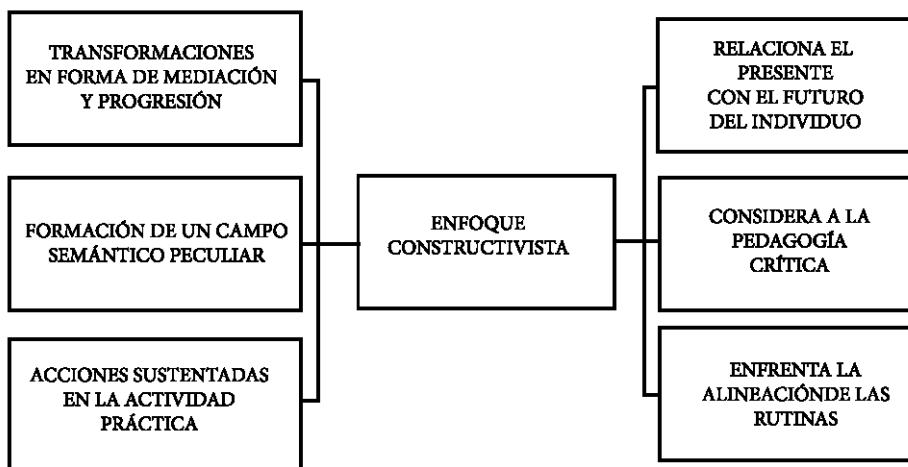 TRANSFORMACIONES
EN FORMA DE MEDIACIÓN
Y PROGRESIÓN
FORMACIÓN DE UN CAMPO
SEMÁNTICO PECULIAR
ACCIONES SUSTENTADAS
EN LA ACTIVIDAD
PRÁCTICA
ENFOQUE
CONSTRUCTIVISTA
RELACIONA EL
PRESENTE
CON EL FUTURO
DEL INDIVIDUO
CONSIDERA A LA
PEDAGOGÍA
CRÍTICA
ENFRENTA LA
ALINEACIÓNDE LAS
RUTINAS